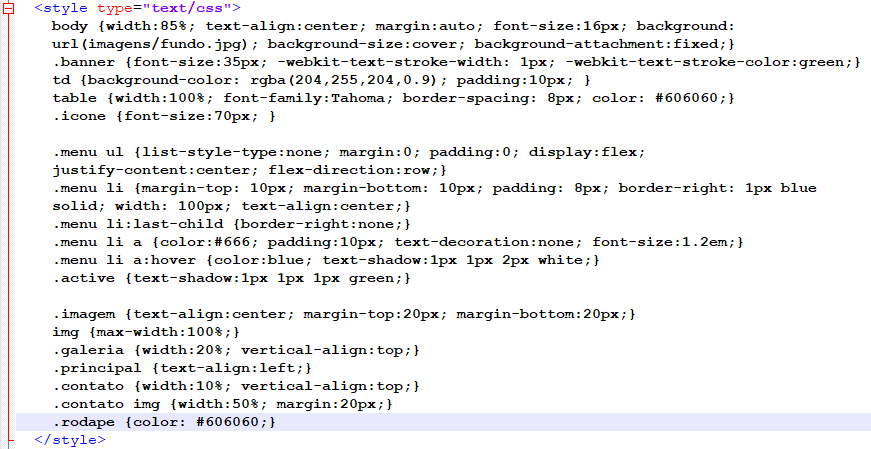 <style type="text/css">
body {width:85%; text-align:center; margin:auto; font-size:16px; background:
url(imagens/fundo.jpg); background-size:cover; background-attachment:fixed;}
.banner {font-size:35px; -webkit-text-stroke-width: 1px; -webkit-text-stroke-color:green;}
td {background-color: rgba(204,255,204,0.9); padding:10px; }
table {width:100%; font-family:Tahoma; border-spacing: 8px; color: #606060;}
.icone {font-size:70px; }
.menu ul {list-style-type:none; margin:0; padding:0; display:flex;
justify-content:center; flex-direction:row;}
.menu li {margin-top: 10px; margin-bottom: 10px; padding: 8px; border-right: 1px blue
solid; width: 100px; text-align:center;}
.menu li:last-child {border-right:none;}
.menu li a {color:#666; padding:10px; text-decoration:none; font-size:1.2em;}
.menu li a:hover {color:blue; text-shadow:1px 1px 2px white;}
.active {text-shadow:1px 1px 1px green;}
.imagem {text-align:center; margin-top:20px; margin-bottom:20px;}
img {max-width:100%;}
.galeria {width:20%; vertical-align:top;}
.principal {text-align:left;}
.contato {width:10%; vertical-align:top;}
.contato img {width:50%; margin:20px;}
.rodape {color: #606060;}
</style>